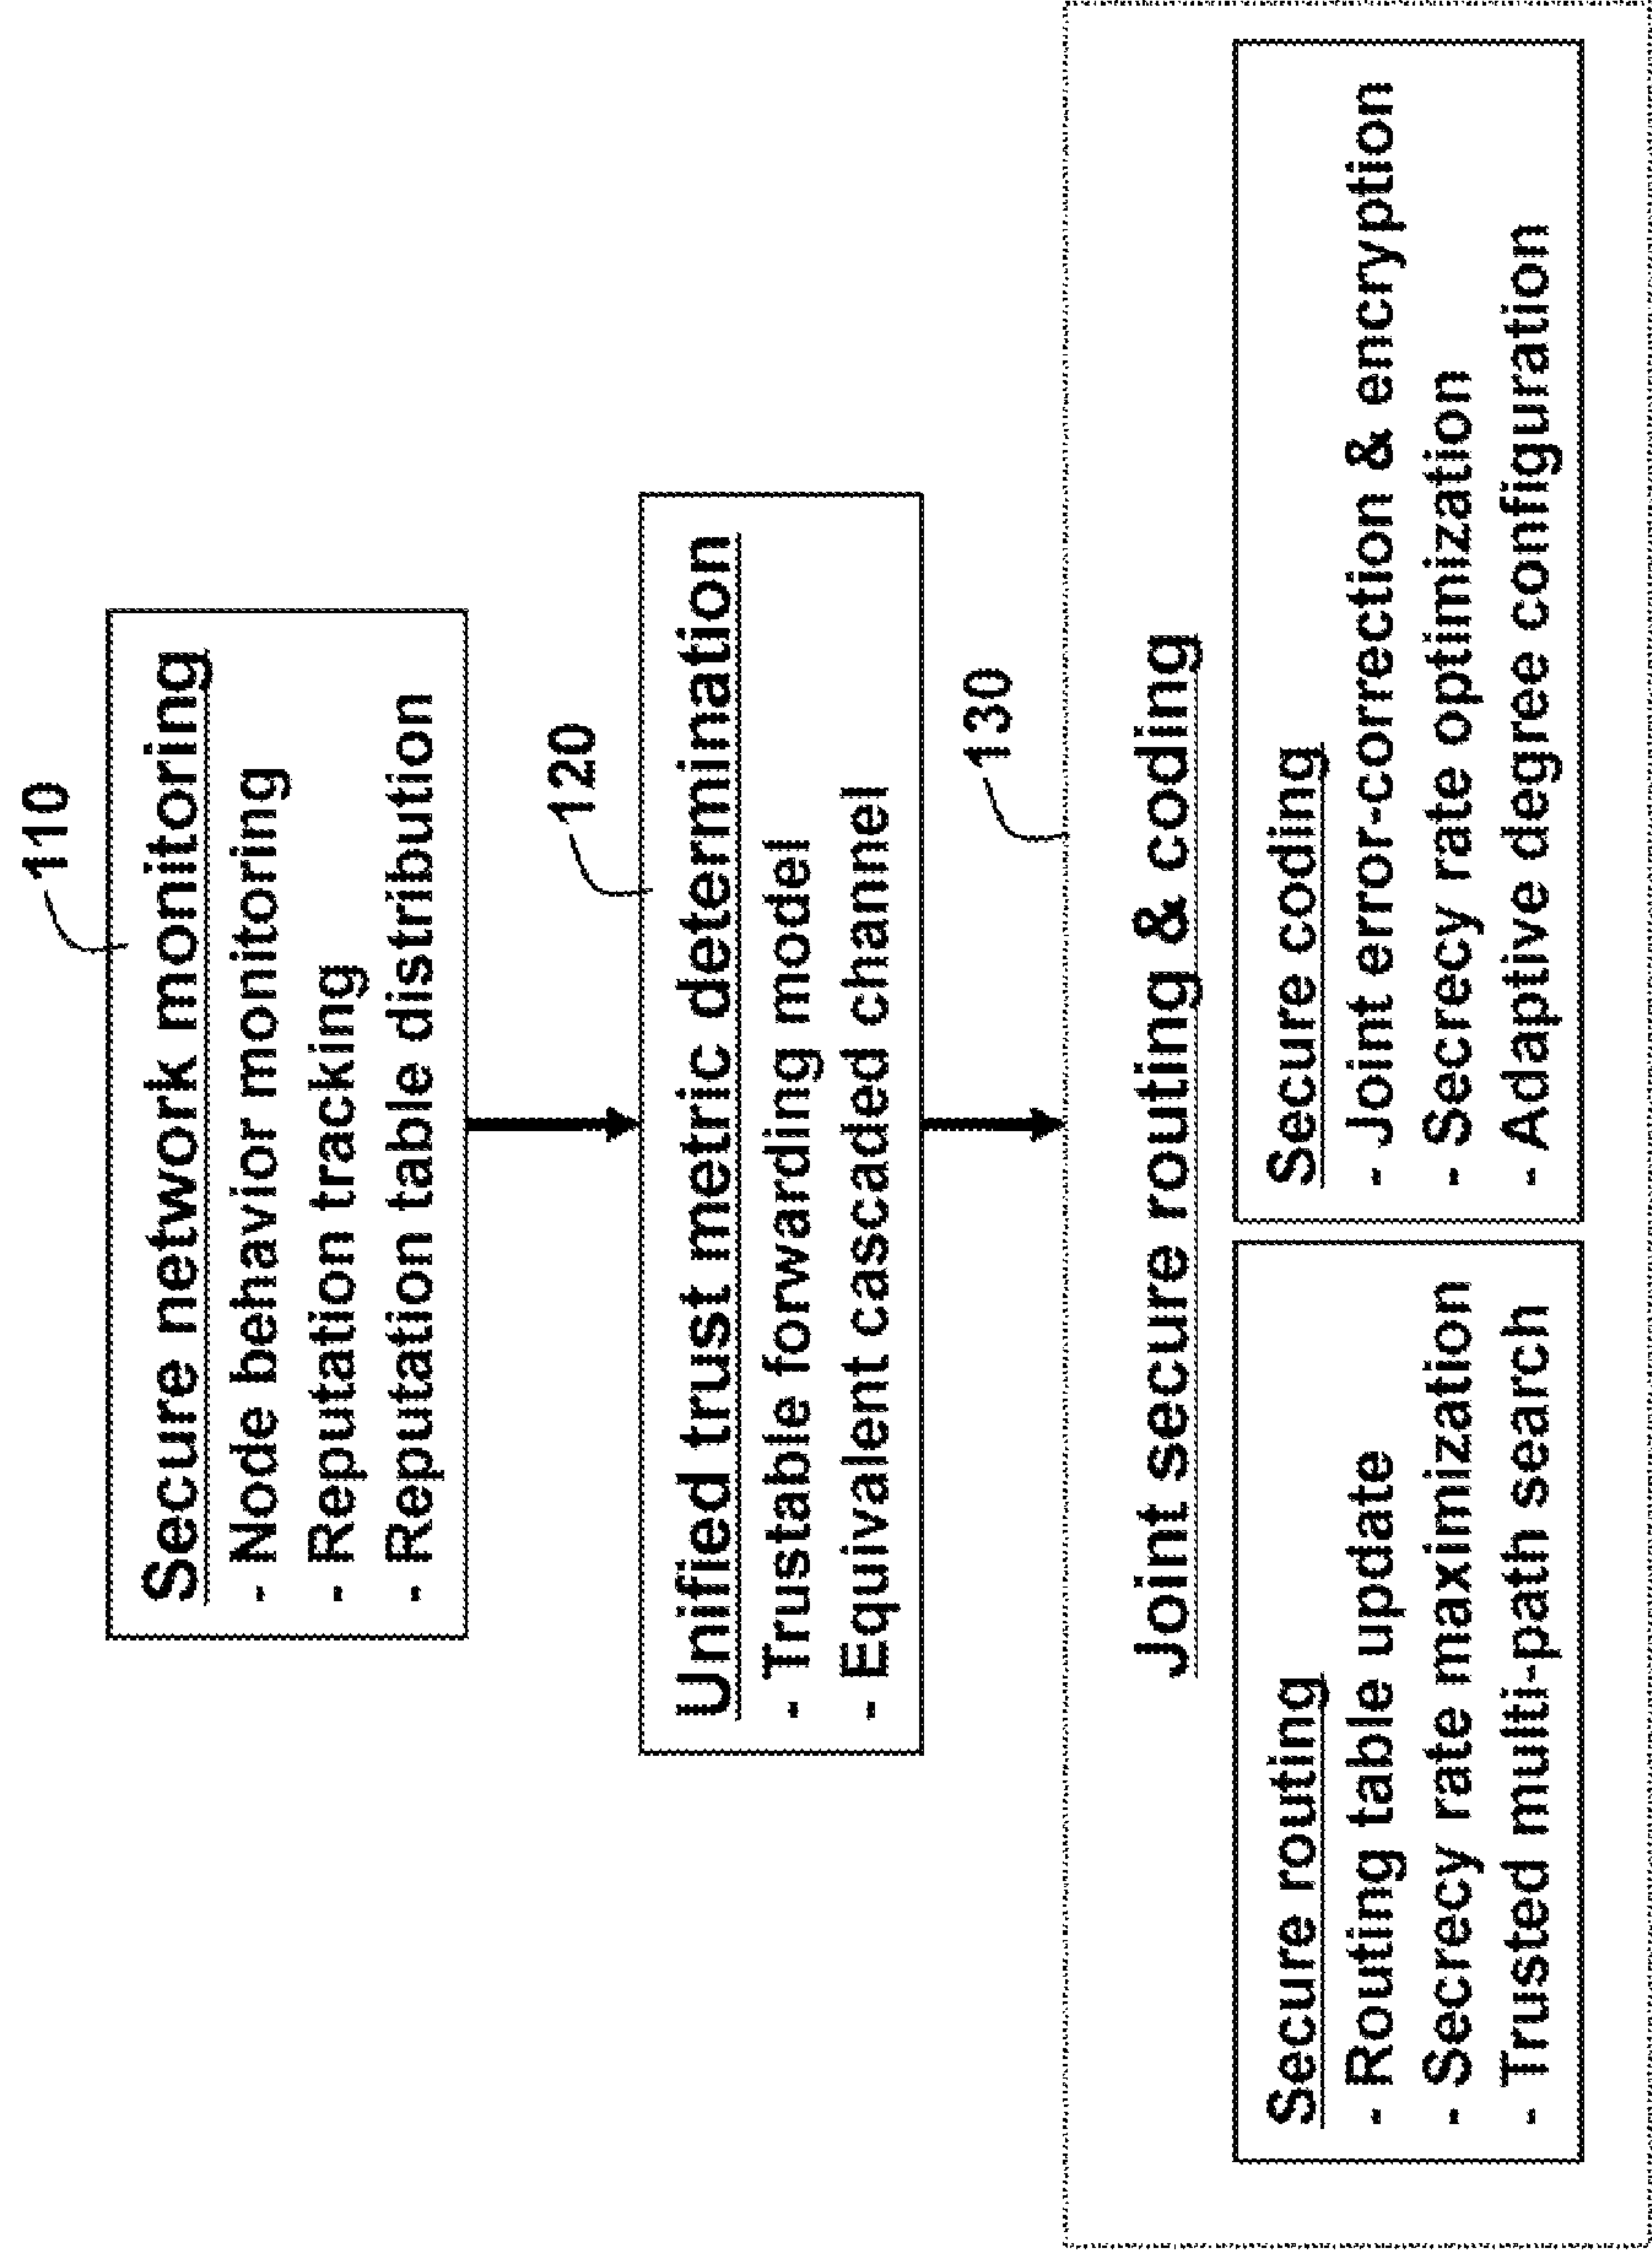 110
Secure network monitoring
- Node behavior monitoring
- Reputation tracking
- Reputation table distribution
120
Unified trust metric determination
- Trustable forwarding model
- Equivalent cascaded channel
130
Joint secure routing & coding
Secure routing
- Routing table update
- Secrecy rate maximization
- Trusted multi-path search
Secure coding
- Joint error-correction & encryption
- Secrecy rate optimization
- Adaptive degree configuration